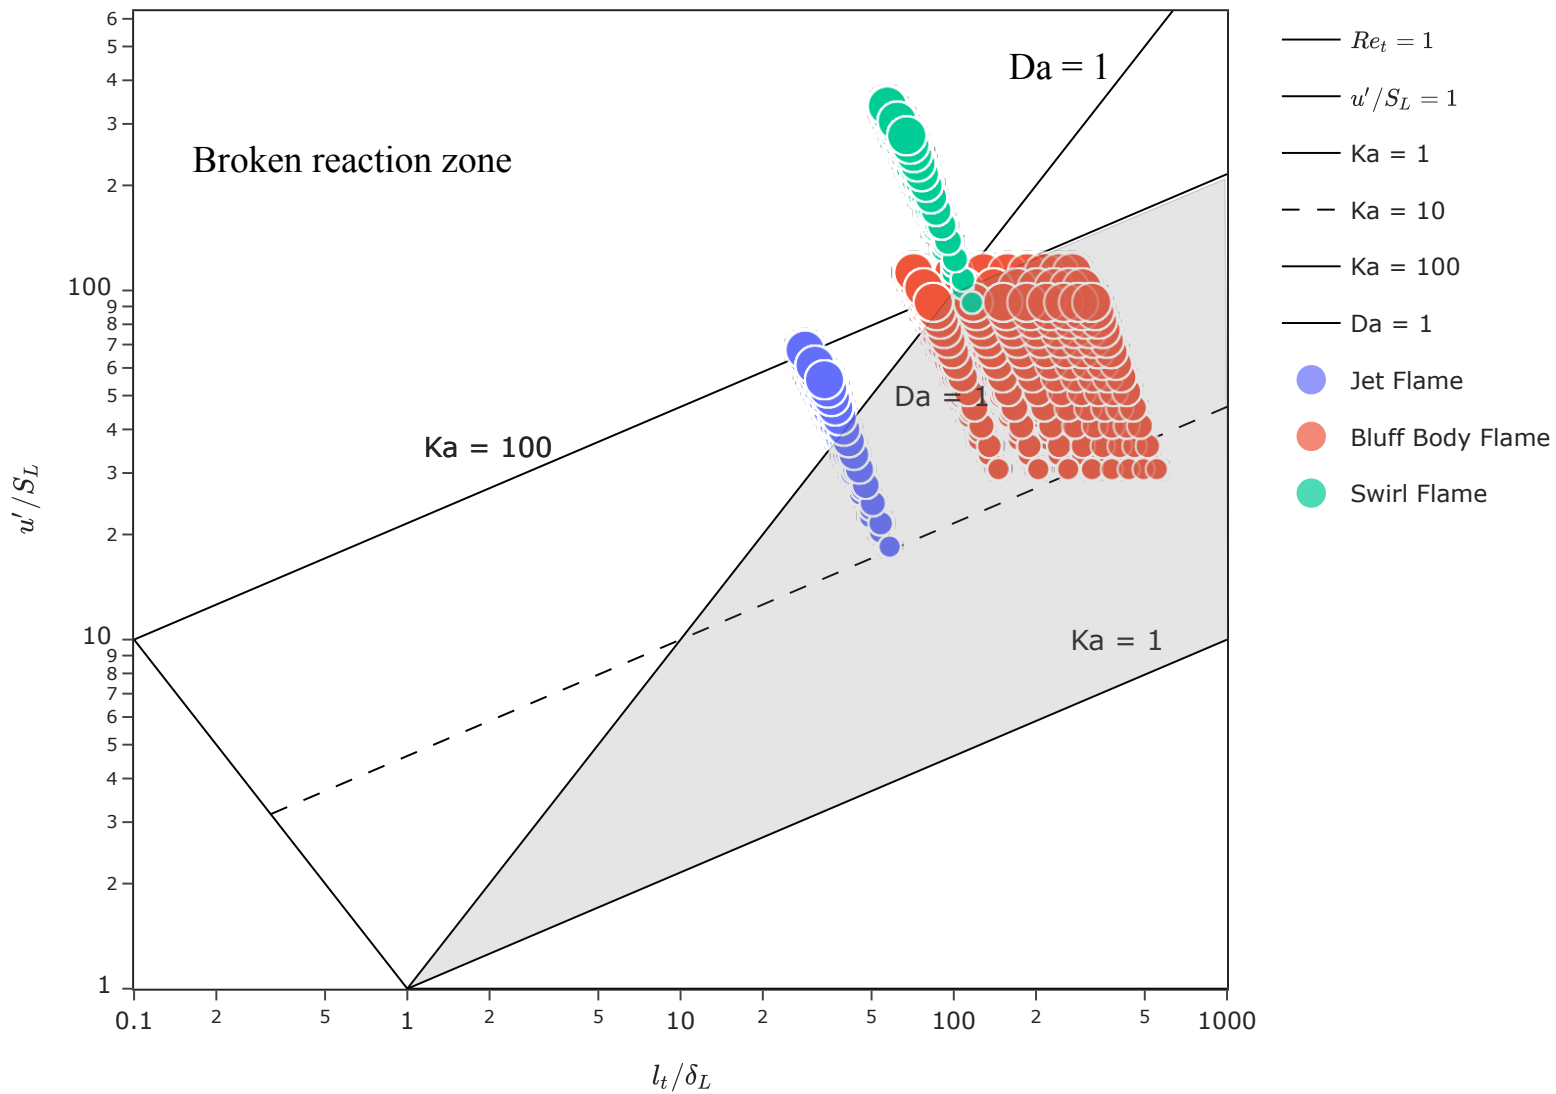 6
5
4
3
2
100
9
8
7
6
5
4
3
2
10
9
8
7
6
5
4
3
2
1
u'/S_L
0.1
2
5
1
2
5
10
2
5
100
2
5
1000
l_t/δ_L
Broken reaction zone
Da = 1
Ka = 100
Da = 1
Ka = 1
Re_t = 1
u'/S_L = 1
Ka = 1
Ka = 10
Ka = 100
Da = 1
Jet Flame
Bluff Body Flame
Swirl Flame